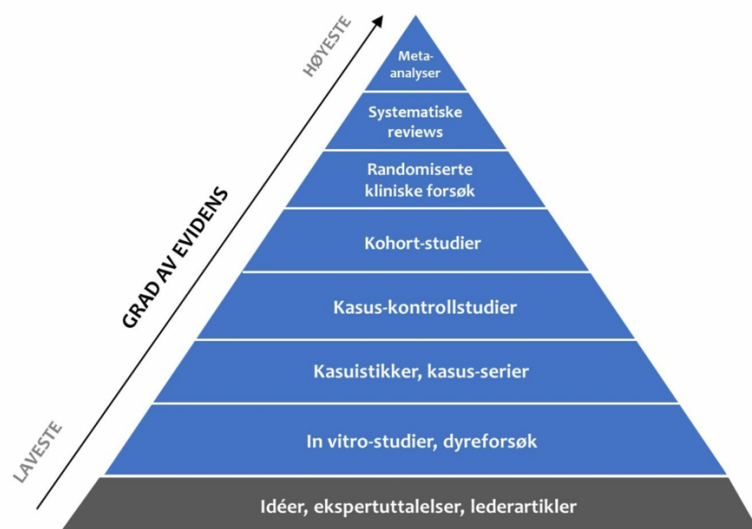 HØYESTE
GRAD AV EVIDENS
LAVESTE
Meta-
analyser
Systematiske
reviews
Randomiserte
kliniske forsøk
Kohort-studier
Kasus-kontrollstudier
Kasuistikker, kasus-serier
In vitro-studier, dyreforsøk
Idéer, ekspertuttalelser, lederartikler